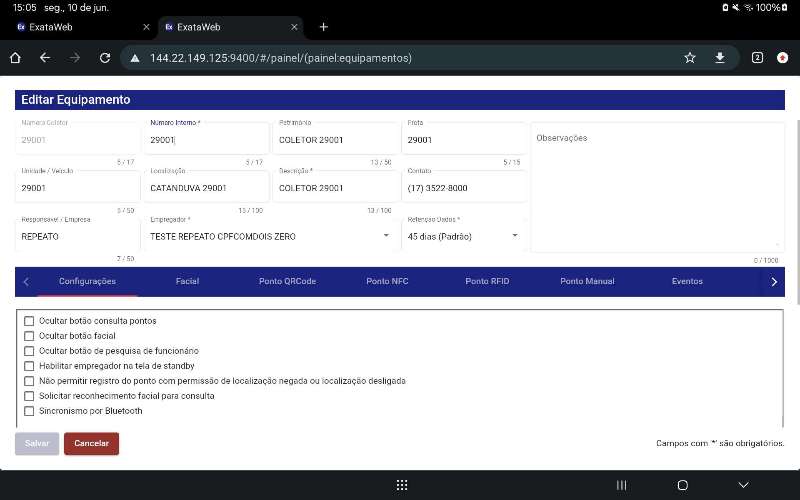 15:05 seg., 10 de jun. 100%
ExataWeb ExataWeb
144.22.149.125:9400/#/painel/(painel:equipamentos) 2
Editar Equipamento
Número Coletor Número Interno * Patrimônio Frota
29001 29001 COLETOR 29001 29001 Observações
5 / 17 5 / 17 13 / 50 5 / 15
Unidade / Veículo Localização Descrição * Contato
29001 CATANDUVA 29001 COLETOR 29001 (17) 3522-8000
5 / 50 15 / 100 13 / 100
Responsável / Empresa Empregador * Retenção Dados *
REPEATO TESTE REPEATO CPFCOMDOIS ZERO 45 dias (Padrão)
7 / 50 0 / 1000
Configurações Facial Ponto QRCode Ponto NFC Ponto RFID Ponto Manual Eventos
Ocultar botão consulta pontos
Ocultar botão facial
Ocultar botão de pesquisa de funcionário
Habilitar empregador na tela de standby
Não permitir registro do ponto com permissão de localização negada ou localização desligada
Solicitar reconhecimento facial para consulta
Sincronismo por Bluetooth
Salvar Cancelar Campos com '*' são obrigatórios.